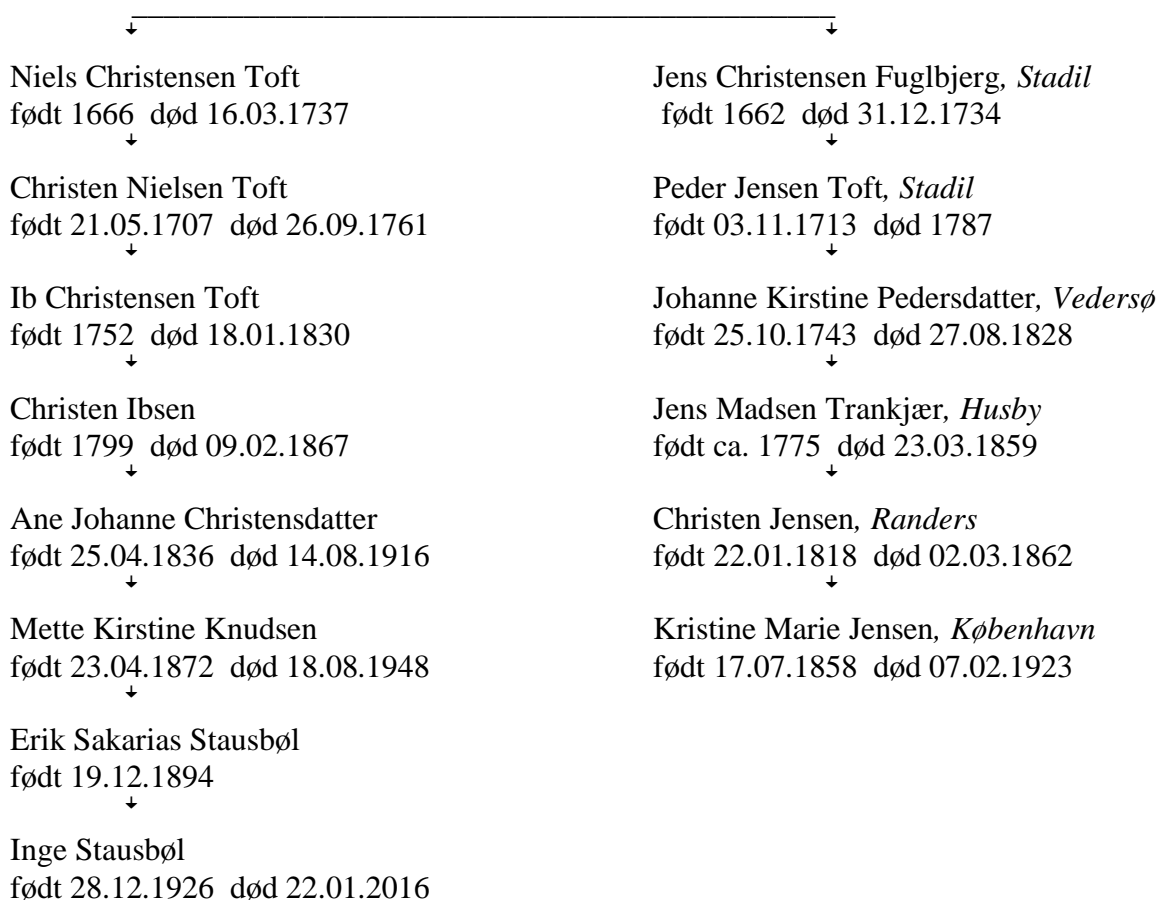 Niels Christensen Toft
født 1666 død 16.03.1737
Christen Nielsen Toft
født 21.05.1707 død 26.09.1761
Ib Christensen Toft
født 1752 død 18.01.1830
Christen Ibsen
født 1799 død 09.02.1867
Ane Johanne Christensdatter
født 25.04.1836 død 14.08.1916
Mette Kirstine Knudsen
født 23.04.1872 død 18.08.1948
Erik Sakarias Stausbøl
født 19.12.1894
Inge Stausbøl
født 28.12.1926 død 22.01.2016
Jens Christensen Fuglbjerg, Stadil
født 1662 død 31.12.1734
Peder Jensen Toft, Stadil
født 03.11.1713 død 1787
Johanne Kirstine Pedersdatter, Vedersø
født 25.10.1743 død 27.08.1828
Jens Madsen Trankjær, Husby
født ca. 1775 død 23.03.1859
Christen Jensen, Randers
født 22.01.1818 død 02.03.1862
Kristine Marie Jensen, København
født 17.07.1858 død 07.02.1923